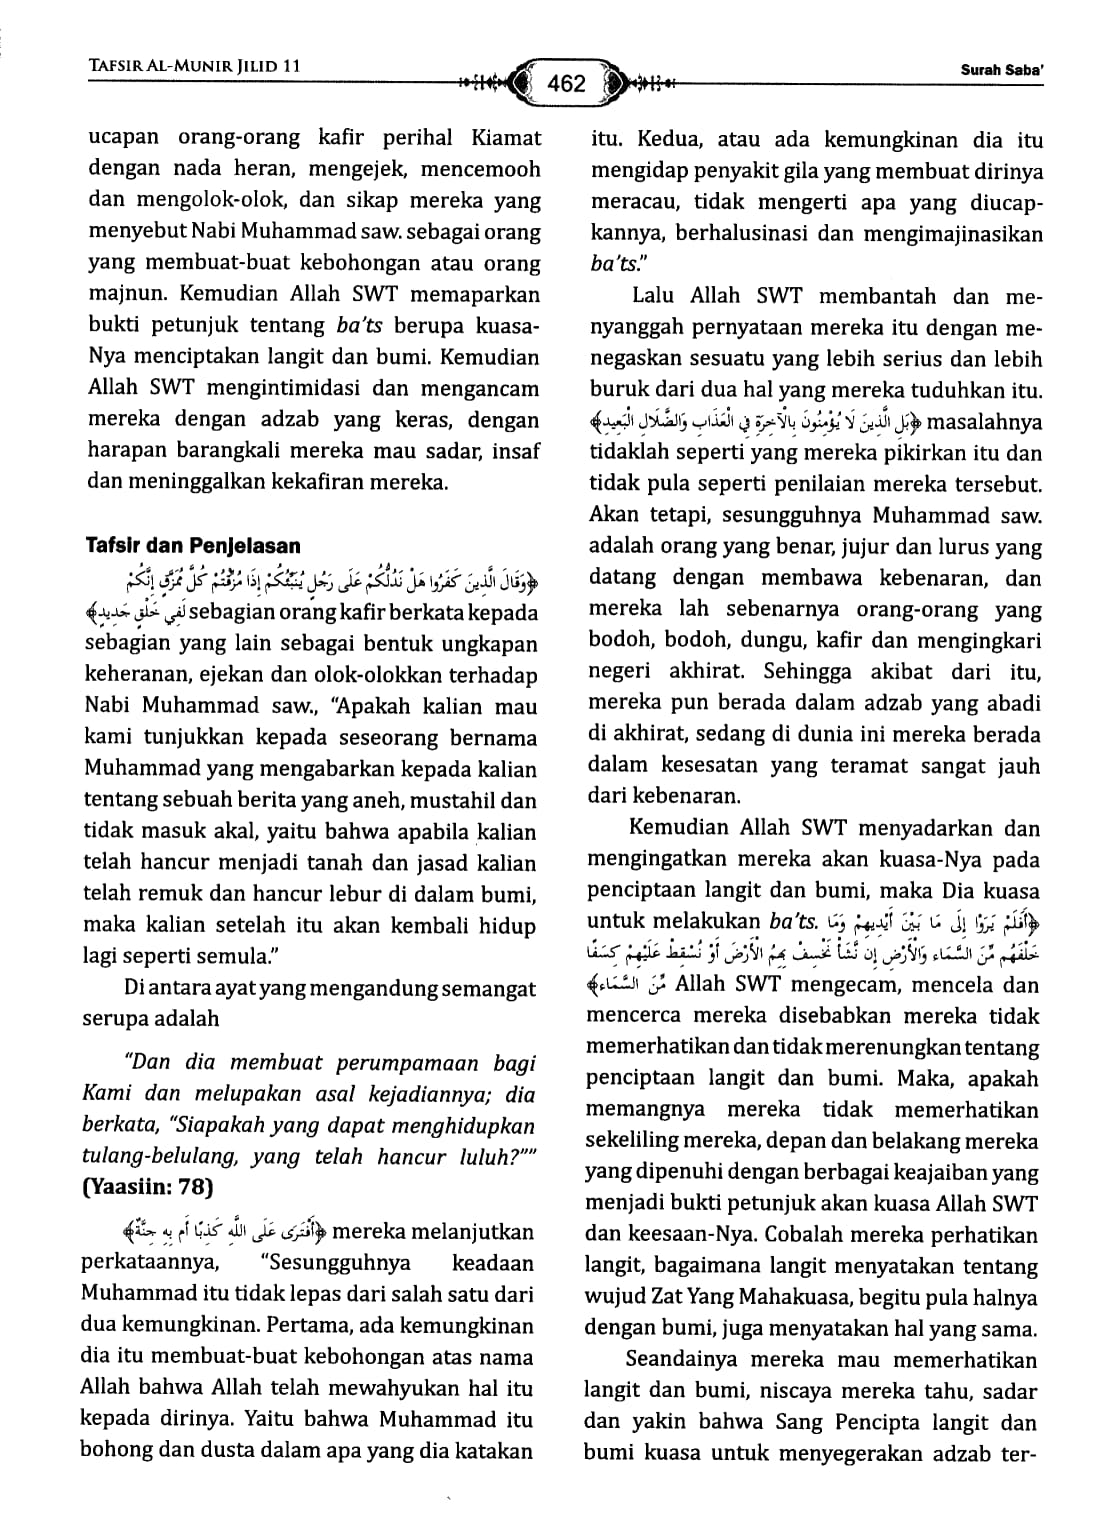 TAFSIR AL-MUNIR JILID 11
462
Surah Saba'
ucapan orang-orang kafir perihal Kiamat
dengan nada heran, mengejek, mencemooh
dan mengolok-olok, dan sikap mereka yang
menyebut Nabi Muhammad saw. sebagai orang
yang membuat-buat kebohongan atau orang
majnun. Kemudian Allah SWT memaparkan
bukti petunjuk tentang ba'ts berupa kuasa-
Nya menciptakan langit dan bumi. Kemudian
Allah SWT mengintimidasi dan mengancam
mereka dengan adzab yang keras, dengan
harapan barangkali mereka mau sadar, insaf
dan meninggalkan kekafiran mereka.
Tafsir dan Penjelasan
﴿وَقَالَ الَّذِينَ كَفَرُوا هَلْ نَدُلُّكُمْ عَلَى رَجُلٍ يُنَبِّئُكُمْ إِذَا مُزِّقْتُمْ كُلَّ مُمَزَّقٍ إِنَّكُمْ
لَفِي خَلْقٍ جَدِيدٍ﴾ sebagian orang kafir berkata kepada
sebagian yang lain sebagai bentuk ungkapan
keheranan, ejekan dan olok-olokkan terhadap
Nabi Muhammad saw., “Apakah kalian mau
kami tunjukkan kepada seseorang bernama
Muhammad yang mengabarkan kepada kalian
tentang sebuah berita yang aneh, mustahil dan
tidak masuk akal, yaitu bahwa apabila kalian
telah hancur menjadi tanah dan jasad kalian
telah remuk dan hancur lebur di dalam bumi,
maka kalian setelah itu akan kembali hidup
lagi seperti semula.”
Di antara ayat yang mengandung semangat
serupa adalah
“Dan dia membuat perumpamaan bagi
Kami dan melupakan asal kejadiannya; dia
berkata, “Siapakah yang dapat menghidupkan
tulang-belulang, yang telah hancur luluh?””
(Yaasiin: 78)
﴿أَفْتَرَى عَلَى اللَّهِ كَذِبًا أَم بِهِ جِنَّةٌ﴾ mereka melanjutkan
perkataannya, “Sesungguhnya keadaan
Muhammad itu tidak lepas dari salah satu dari
dua kemungkinan. Pertama, ada kemungkinan
dia itu membuat-buat kebohongan atas nama
Allah bahwa Allah telah mewahyukan hal itu
kepada dirinya. Yaitu bahwa Muhammad itu
bohong dan dusta dalam apa yang dia katakan
itu. Kedua, atau ada kemungkinan dia itu
mengidap penyakit gila yang membuat dirinya
meracau, tidak mengerti apa yang diucap-
kannya, berhalusinasi dan mengimajinasikan
ba'ts.”
Lalu Allah SWT membantah dan me-
nyanggah pernyataan mereka itu dengan me-
negaskan sesuatu yang lebih serius dan lebih
buruk dari dua hal yang mereka tuduhkan itu.
﴿بَلِ الَّذِينَ لَا يُؤْمِنُونَ بِالْآخِرَةِ فِي الْعَذَابِ وَالضَّلَالِ الْبَعِيدِ﴾ masalahnya
tidaklah seperti yang mereka pikirkan itu dan
tidak pula seperti penilaian mereka tersebut.
Akan tetapi, sesungguhnya Muhammad saw.
adalah orang yang benar, jujur dan lurus yang
datang dengan membawa kebenaran, dan
mereka lah sebenarnya orang-orang yang
bodoh, bodoh, dungu, kafir dan mengingkari
negeri akhirat. Sehingga akibat dari itu,
mereka pun berada dalam adzab yang abadi
di akhirat, sedang di dunia ini mereka berada
dalam kesesatan yang teramat sangat jauh
dari kebenaran.
Kemudian Allah SWT menyadarkan dan
mengingatkan mereka akan kuasa-Nya pada
penciptaan langit dan bumi, maka Dia kuasa
untuk melakukan ba'ts. ﴿أَفَلَمْ يَرَوْا إِلَى مَا بَيْنَ أَيْدِيهِمْ وَمَا
خَلْفَهُم مِّنَ السَّمَاءِ وَالْأَرْضِ إِن نَّشَأْ نَخْسِفْ بِهِمُ الْأَرْضَ أَوْ نُسْقِطْ عَلَيْهِمْ كِسَفًا
مِّنَ السَّمَاءِ﴾ Allah SWT mengecam, mencela dan
mencerca mereka disebabkan mereka tidak
memerhatikan dan tidak merenungkan tentang
penciptaan langit dan bumi. Maka, apakah
memangnya mereka tidak memerhatikan
sekeliling mereka, depan dan belakang mereka
yang dipenuhi dengan berbagai keajaiban yang
menjadi bukti petunjuk akan kuasa Allah SWT
dan keesaan-Nya. Cobalah mereka perhatikan
langit, bagaimana langit menyatakan tentang
wujud Zat Yang Mahakuasa, begitu pula halnya
dengan bumi, juga menyatakan hal yang sama.
Seandainya mereka mau memerhatikan
langit dan bumi, niscaya mereka tahu, sadar
dan yakin bahwa Sang Pencipta langit dan
bumi kuasa untuk menyegerakan adzab ter-